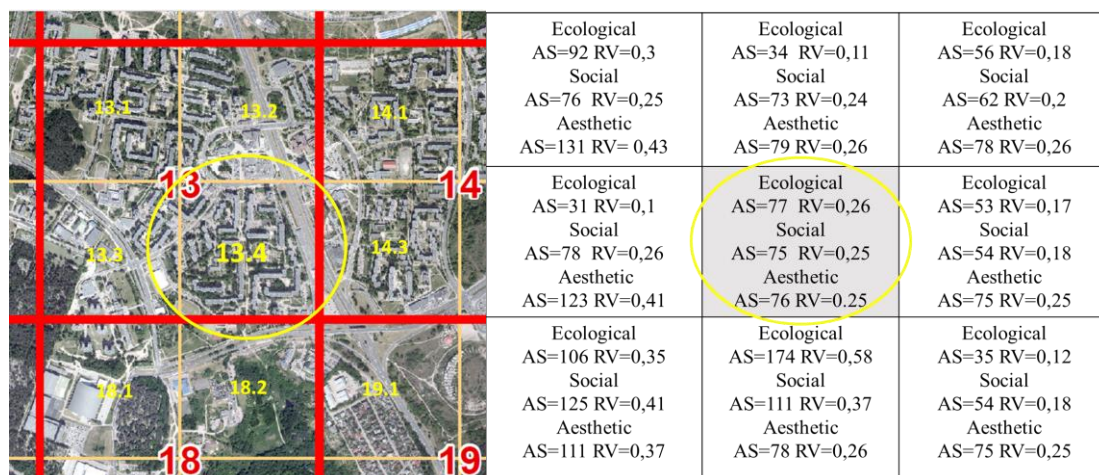 13.1
13.2
14.1
13
14
13.3
13.4
14.3
18.1
18.2
19.1
18
19
Ecological
AS=92 RV=0,3
Social
AS=76 RV=0,25
Aesthetic
AS=131 RV= 0,43
Ecological
AS=34 RV=0,11
Social
AS=73 RV=0,24
Aesthetic
AS=79 RV=0,26
Ecological
AS=56 RV=0,18
Social
AS=62 RV=0,2
Aesthetic
AS=78 RV=0,26
Ecological
AS=31 RV=0,1
Social
AS=78 RV=0,26
Aesthetic
AS=123 RV=0,41
Ecological
AS=77 RV=0,26
Social
AS=75 RV=0,25
Aesthetic
AS=76 RV=0.25
Ecological
AS=53 RV=0,17
Social
AS=54 RV=0,18
Aesthetic
AS=75 RV=0,25
Ecological
AS=106 RV=0,35
Social
AS=125 RV=0,41
Aesthetic
AS=111 RV=0,37
Ecological
AS=174 RV=0,58
Social
AS=111 RV=0,37
Aesthetic
AS=78 RV=0,26
Ecological
AS=35 RV=0,12
Social
AS=54 RV=0,18
Aesthetic
AS=75 RV=0,25